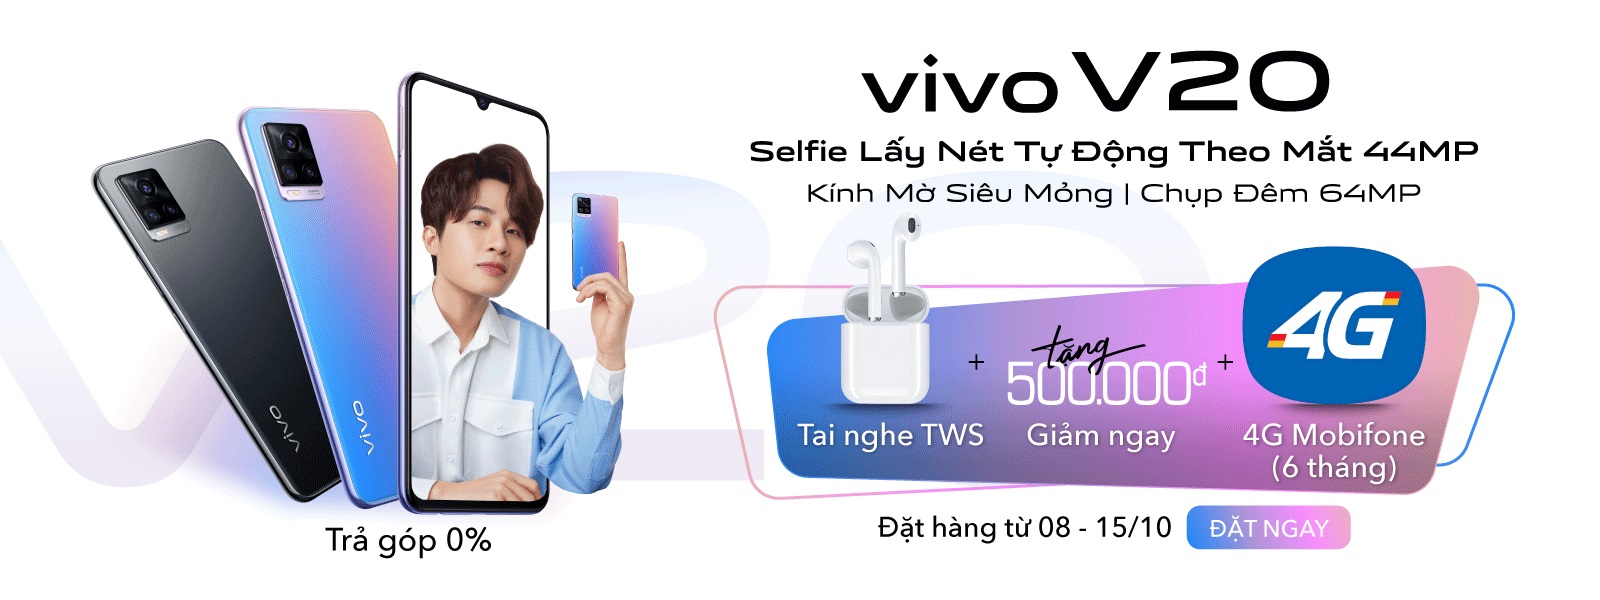 vivo V20
Selfie Lấy Nét Tự Động Theo Mắt 44MP
Kính Mờ Siêu Mỏng | Chụp Đêm 64MP
vivo
vivo
vivo
V20
tặng
+ 500.000đ + 4G
Tai nghe TWS Giảm ngay 4G Mobifone
(6 tháng)
Đặt hàng từ 08 - 15/10 ĐẶT NGAY
Trả góp 0%